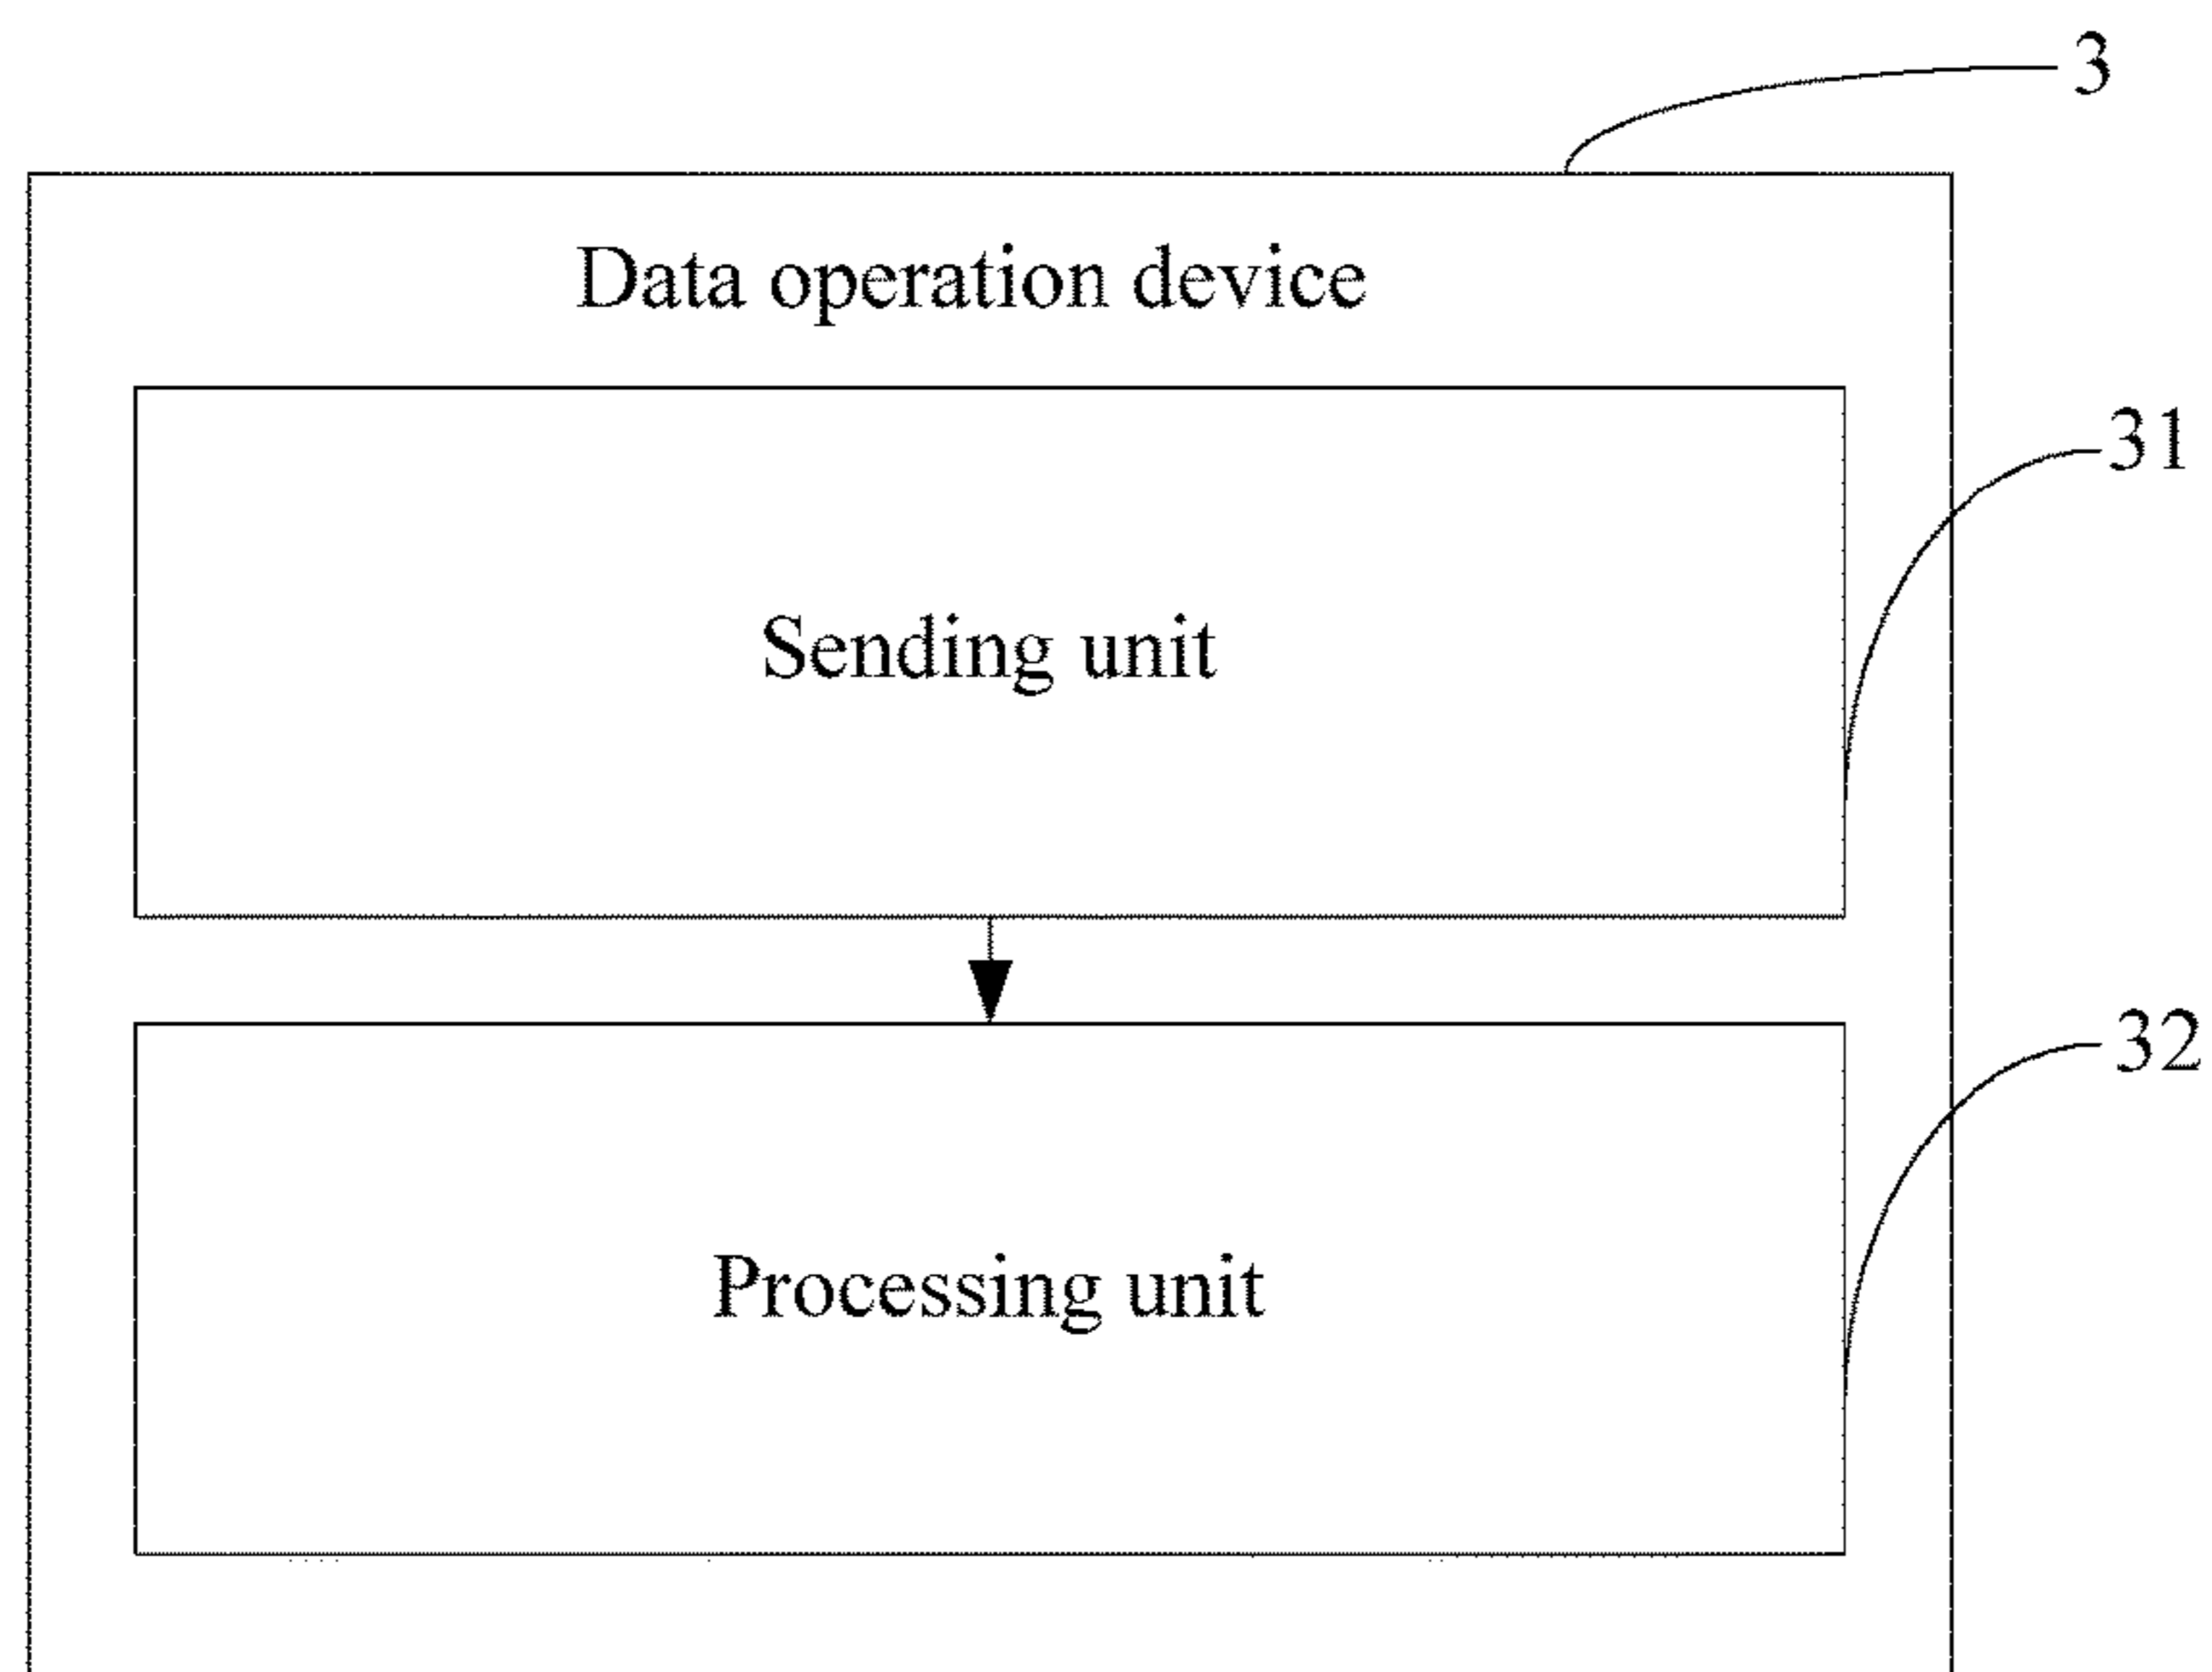 3
Data operation device
31
Sending unit
32
Processing unit